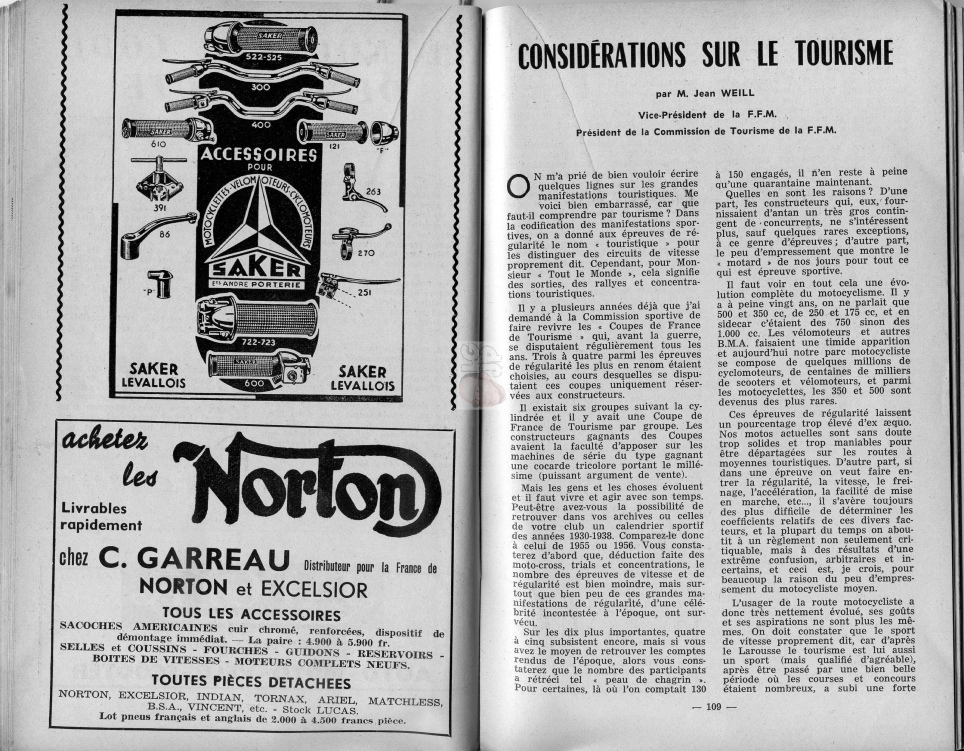 SAKER
522-525
300
400
SAKER
610
SAKER
121
"F"
ACCESSOIRES
POUR
MOTOCYCLETTES-VELOMOTEURS-CYCLOMOTEURS
391
263
86
270
SAKER
Ets ANDRE PORTERIE
"P"
251
722-723
SAKER
600
SAKER
LEVALLOIS
SAKER
LEVALLOIS
achetez
les Norton
Livrables
rapidement
chez C. GARREAU Distributeur pour la France de
NORTON et EXCELSIOR
TOUS LES ACCESSOIRES
SACOCHES AMERICAINES cuir chromé, renforcées, dispositif de
démontage immédiat. — La paire : 4.900 à 5.900 fr.
SELLES et COUSSINS - FOURCHES - GUIDONS - RESERVOIRS -
BOITES DE VITESSES - MOTEURS COMPLETS NEUFS.
TOUTES PIÈCES DETACHEES
NORTON, EXCELSIOR, INDIAN, TORNAX, ARIEL, MATCHLESS,
B.S.A., VINCENT, etc. - Stock LUCAS.
Lot pneus français et anglais de 2.000 à 4.500 francs pièce.
CONSIDÉRATIONS SUR LE TOURISME
par M. Jean WEILL
Vice-Président de la F.F.M.
Président de la Commission de Tourisme de la F.F.M.
ON m'a prié de bien vouloir écrire
quelques lignes sur les grandes
manifestations touristiques. Me
voici bien embarrassé, car que
faut-il comprendre par tourisme ? Dans
la codification des manifestations spor-
tives, on a donné aux épreuves de ré-
gularité le nom « touristique » pour
les distinguer des circuits de vitesse
proprement dit. Cependant, pour Mon-
sieur « Tout le Monde », cela signifie
des sorties, des rallyes et concentra-
tions touristiques.
Il y a plusieurs années déjà que j'ai
demandé à la Commission sportive de
faire revivre les « Coupes de France
de Tourisme » qui, avant la guerre,
se disputaient régulièrement tous les
ans. Trois à quatre parmi les épreuves
de régularité les plus en renom étaient
choisies, au cours desquelles se dispu-
taient ces coupes uniquement réser-
vées aux constructeurs.
Il existait six groupes suivant la cy-
lindrée et il y avait une Coupe de
France de Tourisme par groupe. Les
constructeurs gagnants des Coupes
avaient la faculté d'apposer sur les
machines de série du type gagnant
une cocarde tricolore portant le millé-
sime (puissant argument de vente).
Mais les gens et les choses évoluent
et il faut vivre et agir avec son temps.
Peut-être avez-vous la possibilité de
retrouver dans vos archives ou celles
de votre club un calendrier sportif
des années 1930-1938. Comparez-le donc
à celui de 1955 ou 1956. Vous consta-
terez d'abord que, déduction faite des
moto-cross, trials et concentrations, le
nombre des épreuves de vitesse et de
régularité est bien moindre, mais sur-
tout que bien peu de ces grandes ma-
nifestations de régularité, d'une célé-
brité incontestée à l'époque, ont sur-
vécu.
Sur les dix plus importantes, quatre
à cinq subsistent encore, mais si vous
avez le moyen de retrouver les comptes
rendus de l'époque, alors vous cons-
taterez que le nombre des participants
a rétréci tel « peau de chagrin ».
Pour certaines, là où l'on comptait 130
à 150 engagés, il n'en reste à peine
qu'une quarantaine maintenant.
Quelles en sont les raisons ? D'une
part, les constructeurs qui, eux, four-
nissaient d'antan un très gros contin-
gent de concurrents, ne s'intéressent
plus, sauf quelques rares exceptions,
à ce genre d'épreuves ; d'autre part,
le peu d'empressement que montre le
« motard » de nos jours pour tout ce
qui est épreuve sportive.
Il faut voir en tout cela une évo-
lution complète du motocyclisme. Il y
a à peine vingt ans, on ne parlait que
500 et 350 cc, de 250 et 175 cc, et en
sidecar c'étaient des 750 sinon des
1.000 cc. Les vélomoteurs et autres
B.M.A. faisaient une timide apparition
et aujourd'hui notre parc motocycliste
se compose de quelques millions de
cyclomoteurs, de centaines de milliers
de scooters et vélomoteurs, et parmi
les motocyclettes, les 350 et 500 sont
devenus des plus rares.
Ces épreuves de régularité laissent
un pourcentage trop élevé d'ex æquo.
Nos motos actuelles sont sans doute
trop solides et trop maniables pour
être départagées sur les routes à
moyennes touristiques. D'autre part, si
dans une épreuve on veut faire en-
trer la régularité, la vitesse, le frei-
nage, l'accélération, la facilité de mise
en marche, etc..., il s'avère toujours
des plus difficile de déterminer les
coefficients relatifs de ces divers fac-
teurs, et la plupart du temps on abou-
tit à un règlement non seulement cri-
tiquable, mais à des résultats d'une
extrême confusion, arbitraires et in-
certains, et ceci est, je crois, pour
beaucoup la raison du peu d'empres-
sement du motocycliste moyen.
L'usager de la route motocycliste a
donc très nettement évolué, ses goûts
et ses aspirations ne sont plus les mê-
mes. On doit constater que le sport
de vitesse proprement dit, car d'après
le Larousse le tourisme est lui aussi
un sport (mais qualifié d'agréable),
après être passé par une bien belle
période où les courses et concours
étaient nombreux, a subi une forte
— 109 —